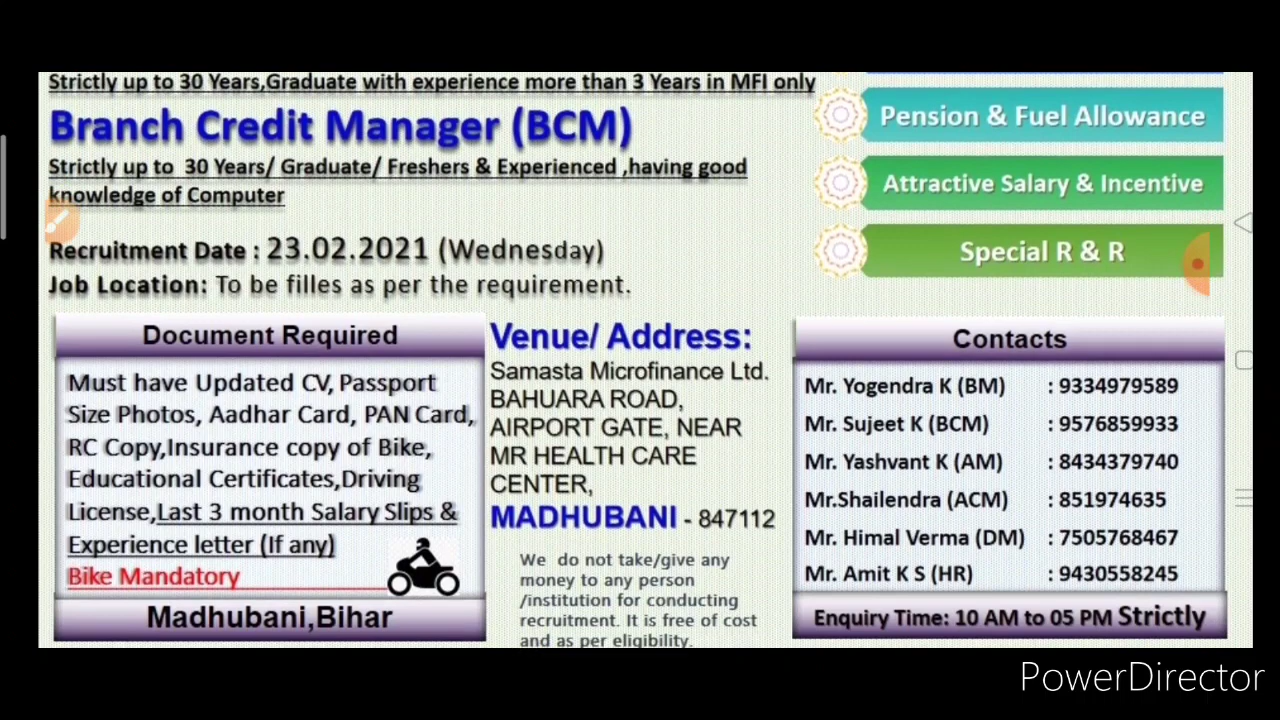 Strictly up to 30 Years,Graduate with experience more than 3 Years in MFI only
Branch Credit Manager (BCM)
Strictly up to 30 Years/ Graduate/ Freshers & Experienced ,having good
knowledge of Computer
Recruitment Date : 23.02.2021 (Wednesday)
Job Location: To be filles as per the requirement.
Pension & Fuel Allowance
Attractive Salary & Incentive
Special R & R
Document Required
Must have Updated CV, Passport
Size Photos, Aadhar Card, PAN Card,
RC Copy,Insurance copy of Bike,
Educational Certificates,Driving
License,Last 3 month Salary Slips &
Experience letter (If any)
Bike Mandatory
Madhubani,Bihar
Venue/ Address:
Samasta Microfinance Ltd.
BAHUARA ROAD,
AIRPORT GATE, NEAR
MR HEALTH CARE
CENTER,
MADHUBANI - 847112
We do not take/give any
money to any person
/institution for conducting
recruitment. It is free of cost
and as per eligibility.
Contacts
Mr. Yogendra K (BM) : 9334979589
Mr. Sujeet K (BCM) : 9576859933
Mr. Yashvant K (AM) : 8434379740
Mr.Shailendra (ACM) : 851974635
Mr. Himal Verma (DM) : 7505768467
Mr. Amit K S (HR) : 9430558245
Enquiry Time: 10 AM to 05 PM Strictly
PowerDirector